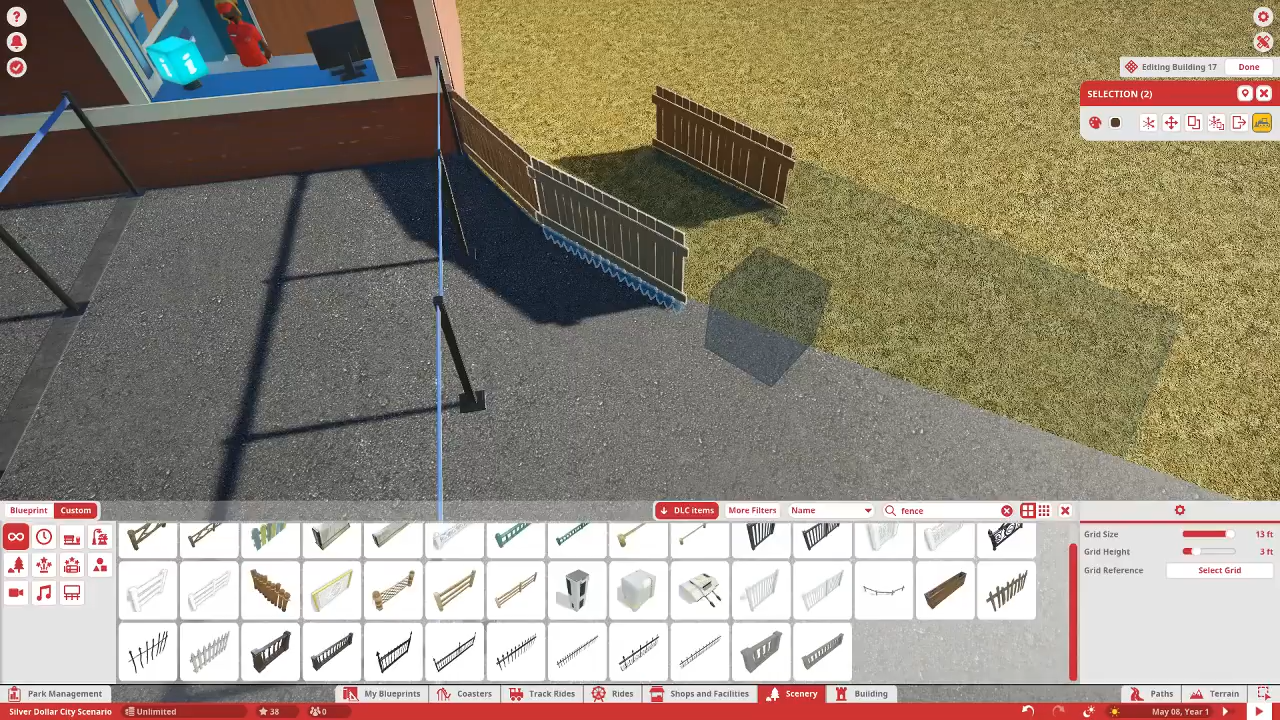 Editing Building 17 Done
SELECTION (2)
Blueprint Custom DLC items More Filters Name fence
Grid Size 13 ft
Grid Height 3 ft
Grid Reference Select Grid
Park Management My Blueprints Coasters Track Rides Rides Shops and Facilities Scenery Building Paths Terrain
Silver Dollar City Scenario Unlimited 38 0 May 08, Year 1